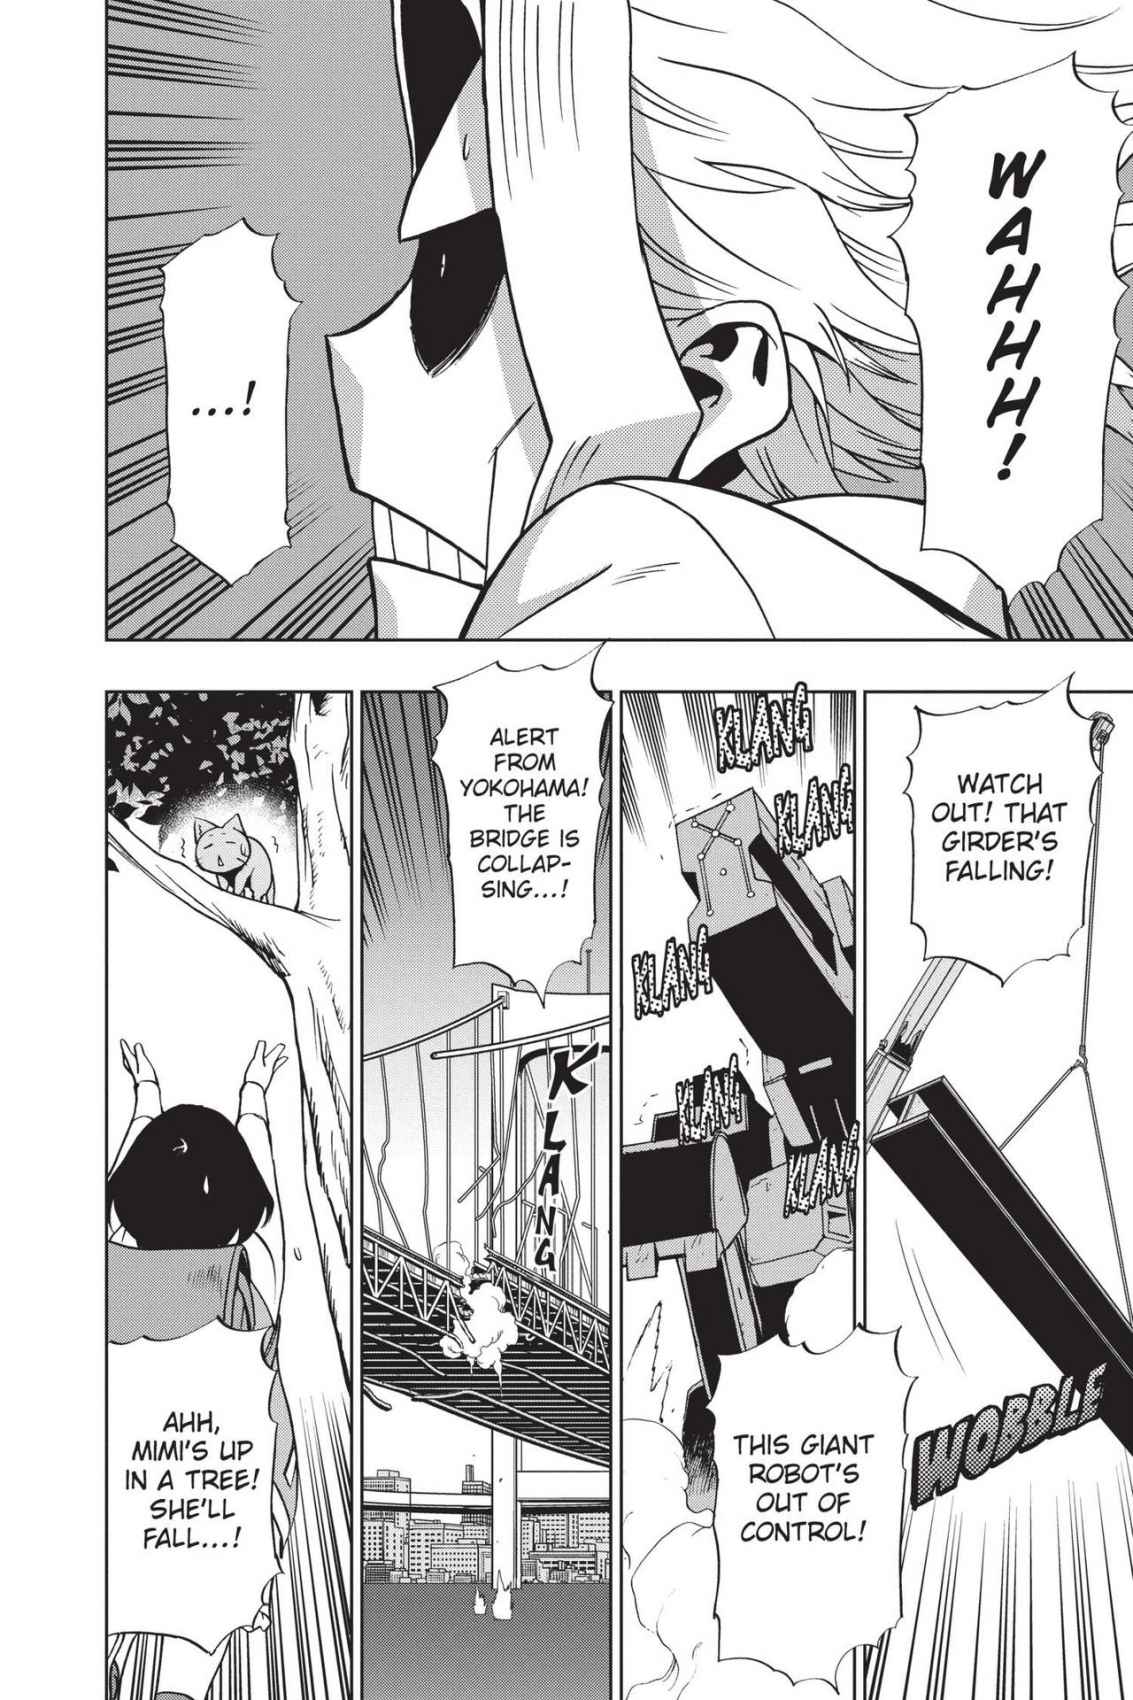 WAHHH!
...!
WATCH
OUT! THAT
GIRDER'S
FALLING!
WOBBLE
KLANG
KLANG
KLANG
KLANG
KLANG
THIS GIANT
ROBOT'S
OUT OF
CONTROL!
ALERT
FROM
YOKOHAMA!
THE
BRIDGE IS
COLLAP-
SING...!
KLANG
AHH,
MIMI'S UP
IN A TREE!
SHE'LL
FALL...!